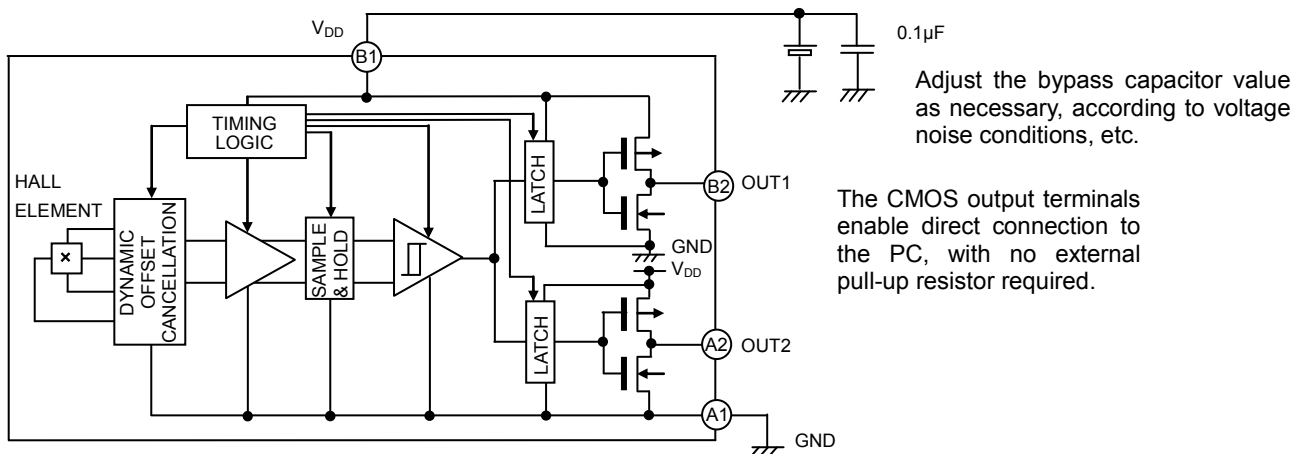 V_DD
B1
0.1µF
Adjust the bypass capacitor value
as necessary, according to voltage
noise conditions, etc.
TIMING
LOGIC
HALL
ELEMENT
×
DYNAMIC
OFFSET
CANCELLATION
SAMPLE
& HOLD
LATCH
B2
OUT1
GND
The CMOS output terminals
enable direct connection to
the PC, with no external
pull-up resistor required.
V_DD
LATCH
A2
OUT2
A1
GND